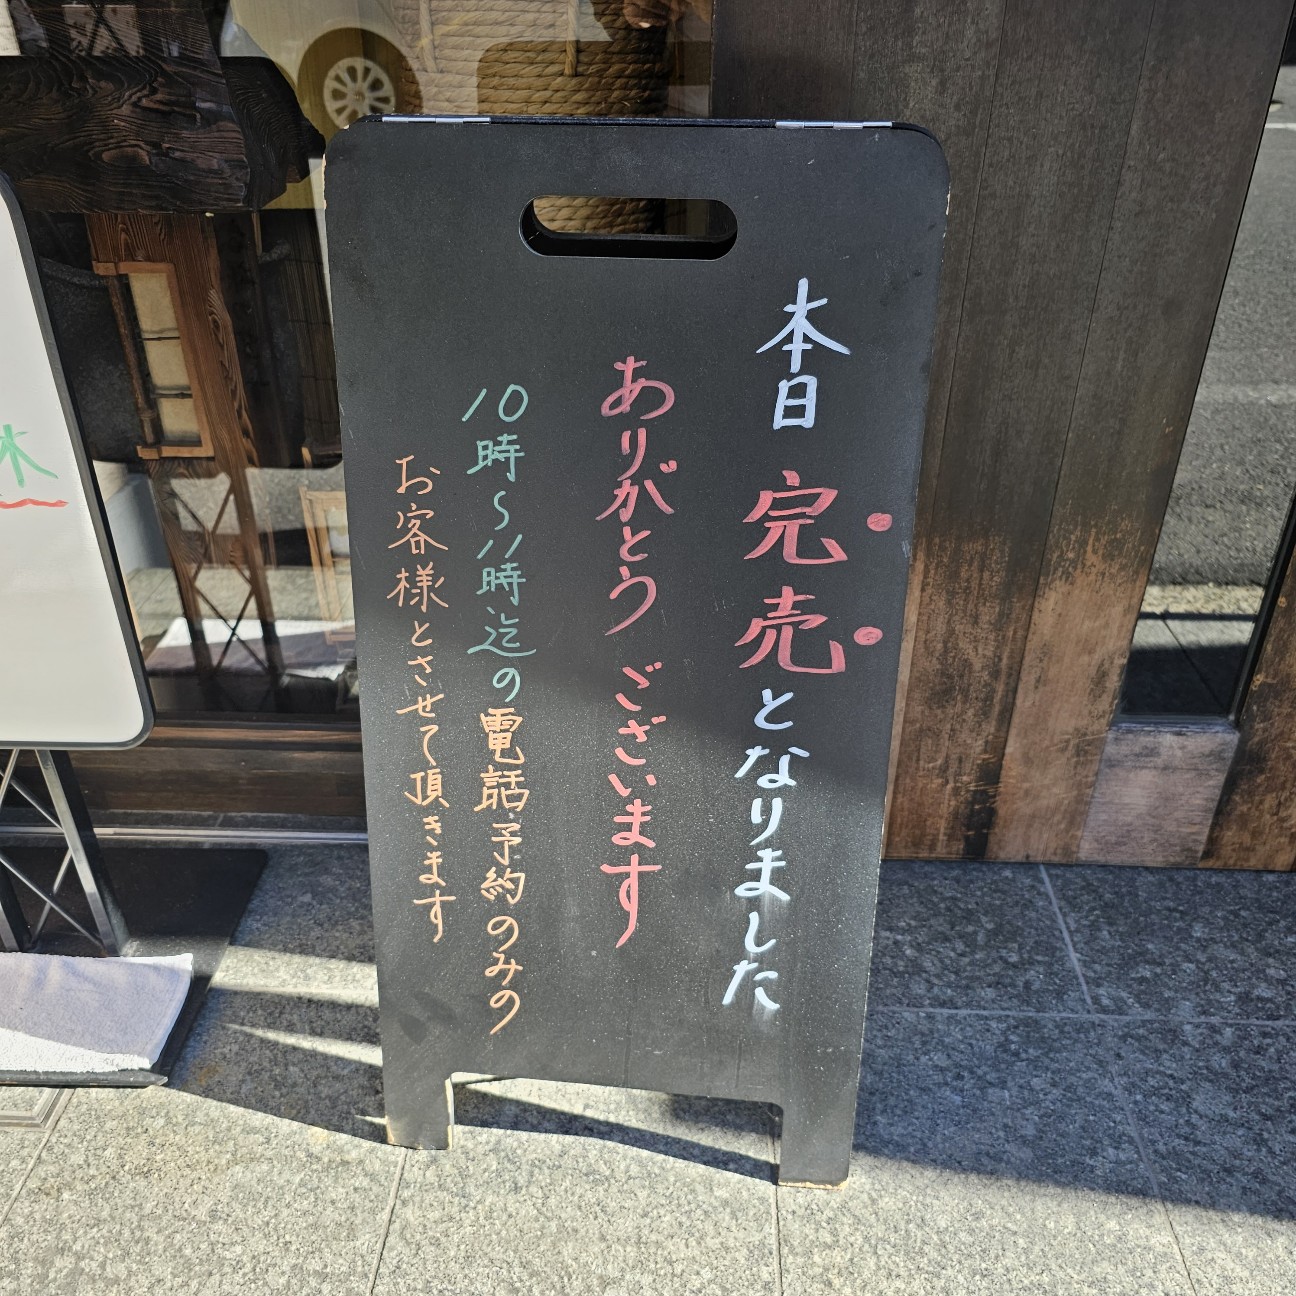 本日完売となりました
ありがとうございます
10時〜11時迄の電話予約のみの
お客様とさせて頂きます
休